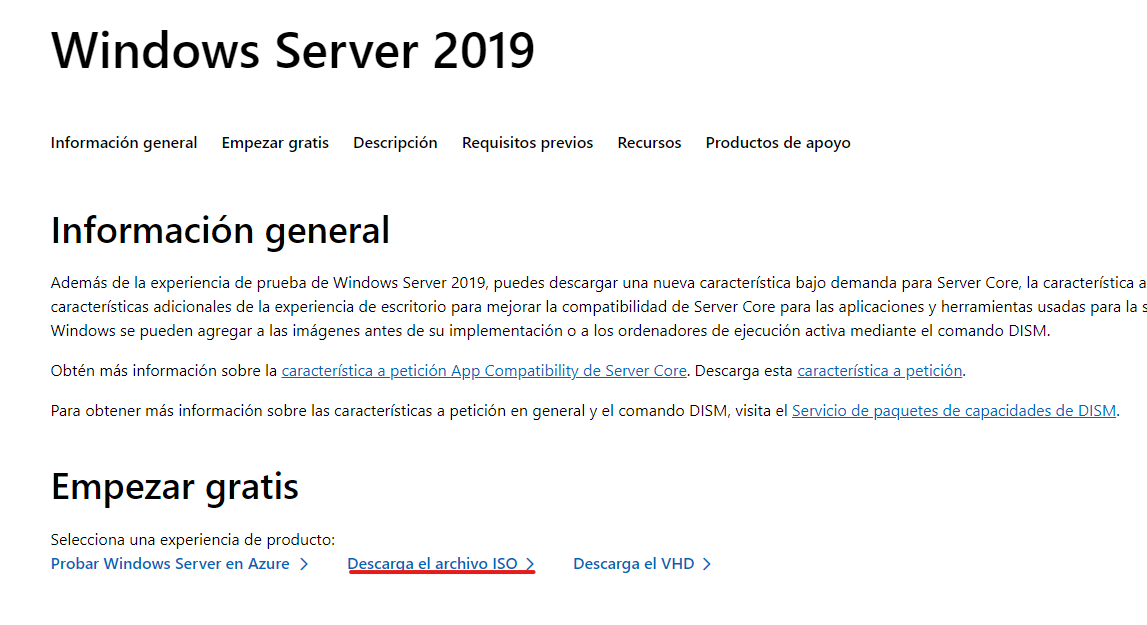 Windows Server 2019
Información general Empezar gratis Descripción Requisitos previos Recursos Productos de apoyo
Información general
Además de la experiencia de prueba de Windows Server 2019, puedes descargar una nueva característica bajo demanda para Server Core, la característica a
características adicionales de la experiencia de escritorio para mejorar la compatibilidad de Server Core para las aplicaciones y herramientas usadas para la s
Windows se pueden agregar a las imágenes antes de su implementación o a los ordenadores de ejecución activa mediante el comando DISM.
Obtén más información sobre la característica a petición App Compatibility de Server Core. Descarga esta característica a petición.
Para obtener más información sobre las características a petición en general y el comando DISM, visita el Servicio de paquetes de capacidades de DISM.
Empezar gratis
Selecciona una experiencia de producto:
Probar Windows Server en Azure Descarga el archivo ISO Descarga el VHD